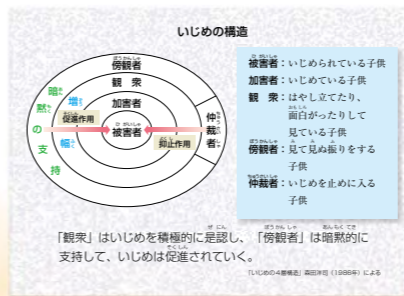 いじめの構造
傍観者
観 衆
加害者
被害者
仲裁者
促進作用
抑止作用
増幅
暗黙の支持
被害者：いじめられている子供
加害者：いじめている子供
観 衆：はやし立てたり、
面白がったりして
見ている子供
傍観者：見て見ぬ振りをする
子供
仲裁者：いじめを止めに入る
子供
「観衆」はいじめを積極的に是認し、「傍観者」は暗黙的に
支持して、いじめは促進されていく。
「いじめの４層構造」森田洋司（1986年）による